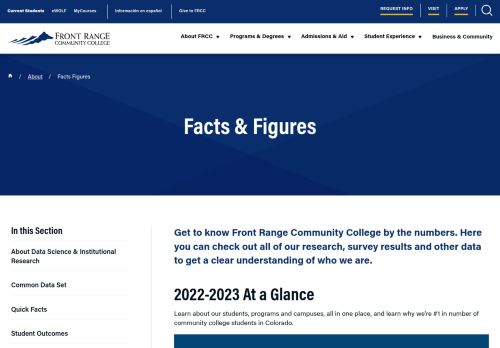 Current Students eWOLF MyCourses Información en español Give to FRCC REQUEST INFO VISIT APPLY
FRONT RANGE
COMMUNITY COLLEGE
About FRCC Programs & Degrees Admissions & Aid Student Experience Business & Community
/ About / Facts Figures
Facts & Figures
In this Section
About Data Science & Institutional
Research
Common Data Set
Quick Facts
Student Outcomes
Get to know Front Range Community College by the numbers. Here
you can check out all of our research, survey results and other data
to get a clear understanding of who we are.
2022-2023 At a Glance
Learn about our students, programs and campuses, all in one place, and learn why we're #1 in number of
community college students in Colorado.